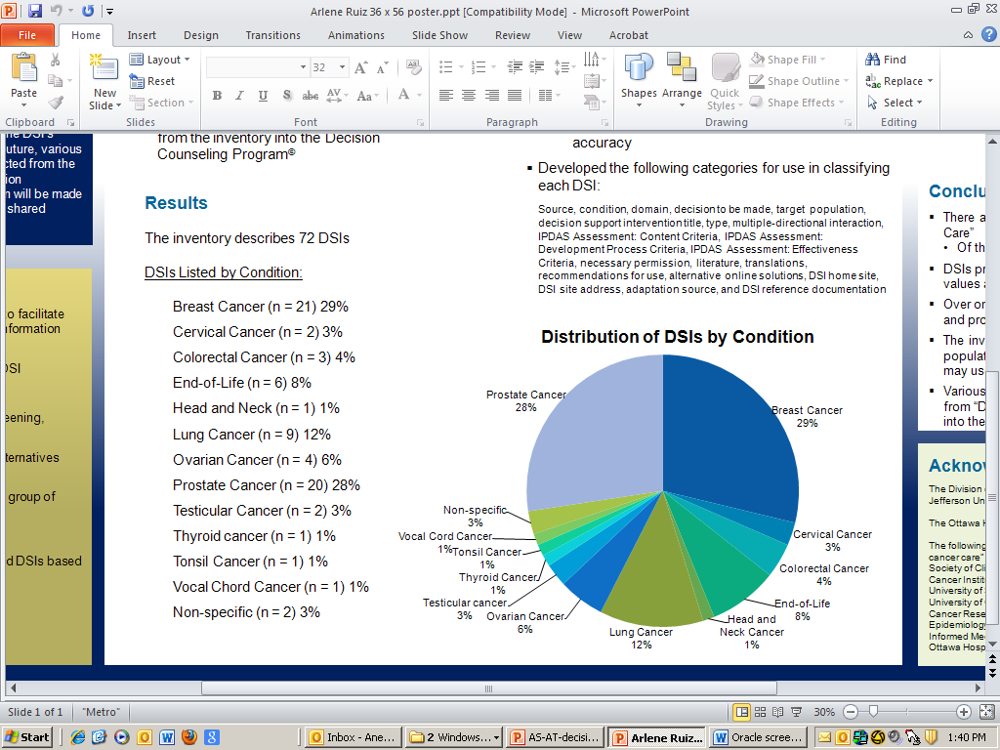 Arlene Ruiz 36 x 56 poster.ppt [Compatibility Mode] - Microsoft PowerPoint
File Home Insert Design Transitions Animations Slide Show Review View Acrobat
Paste
Clipboard
New Slide
Layout
Reset
Section
Slides
32
B I U S abc AV Aa A
Font
Paragraph
Shapes
Arrange
Quick Styles
Shape Fill
Shape Outline
Shape Effects
Drawing
Find
Replace
Select
Editing
uture, various
cted from the
ion
n will be made
shared
o facilitate
nformation
DSI
eening,
ternatives
group of
d DSIs based
from the inventory into the Decision
Counseling Program©
Results
The inventory describes 72 DSIs
DSIs Listed by Condition:
Breast Cancer (n = 21) 29%
Cervical Cancer (n = 2) 3%
Colorectal Cancer (n = 3) 4%
End-of-Life (n = 6) 8%
Head and Neck (n = 1) 1%
Lung Cancer (n = 9) 12%
Ovarian Cancer (n = 4) 6%
Prostate Cancer (n = 20) 28%
Testicular Cancer (n = 2) 3%
Thyroid cancer (n = 1) 1%
Tonsil Cancer (n = 1) 1%
Vocal Chord Cancer (n = 1) 1%
Non-specific (n = 2) 3%
accuracy
▪ Developed the following categories for use in classifying
each DSI:
Source, condition, domain, decision to be made, target population,
decision support intervention title, type, multiple-directional interaction,
IPDAS Assessment: Content Criteria, IPDAS Assessment:
Development Process Criteria, IPDAS Assessment: Effectiveness
Criteria, necessary permission, literature, translations,
recommendations for use, alternative online solutions, DSI home site,
DSI site address, adaptation source, and DSI reference documentation
Distribution of DSIs by Condition
Prostate Cancer
28%
Breast Cancer
29%
Cervical Cancer
3%
Colorectal Cancer
4%
End-of-Life
8%
Head and
Neck Cancer
1%
Lung Cancer
12%
Ovarian Cancer
6%
Testicular cancer
3%
Thyroid Cancer
1%
Tonsil Cancer
1%
Vocal Cord Cancer
1%
Non-specific
3%
Conclu
▪ There a
Care"
• Of th
▪ DSIs pr
values a
▪ Over or
and pro
▪ The inv
populat
may us
▪ Various
from "D
into the
Acknow
The Division
Jefferson Un
The Ottawa H
The following
cancer care"
Society of Cli
Cancer Instit
University of
University of
Cancer Rese
Epidemiology
Informed Me
Ottawa Hosp
Slide 1 of 1 "Metro" 30%
Start
Inbox - Ane...
2 Windows...
AS-AT-decisi...
Arlene Ruiz...
Oracle scree...
1:40 PM